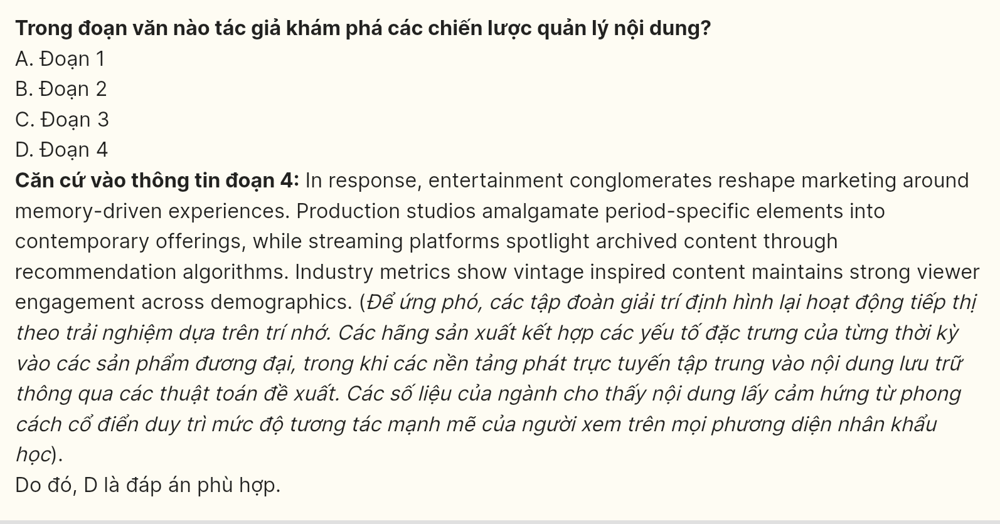 Trong đoạn văn nào tác giả khám phá các chiến lược quản lý nội dung?
A. Đoạn 1
B. Đoạn 2
C. Đoạn 3
D. Đoạn 4
Căn cứ vào thông tin đoạn 4: In response, entertainment conglomerates reshape marketing around
memory-driven experiences. Production studios amalgamate period-specific elements into
contemporary offerings, while streaming platforms spotlight archived content through
recommendation algorithms. Industry metrics show vintage inspired content maintains strong viewer
engagement across demographics. (Để ứng phó, các tập đoàn giải trí định hình lại hoạt động tiếp thị
theo trải nghiệm dựa trên trí nhớ. Các hãng sản xuất kết hợp các yếu tố đặc trưng của từng thời kỳ
vào các sản phẩm đương đại, trong khi các nền tảng phát trực tuyến tập trung vào nội dung lưu trữ
thông qua các thuật toán đề xuất. Các số liệu của ngành cho thấy nội dung lấy cảm hứng từ phong
cách cổ điển duy trì mức độ tương tác mạnh mẽ của người xem trên mọi phương diện nhân khẩu
học).
Do đó, D là đáp án phù hợp.